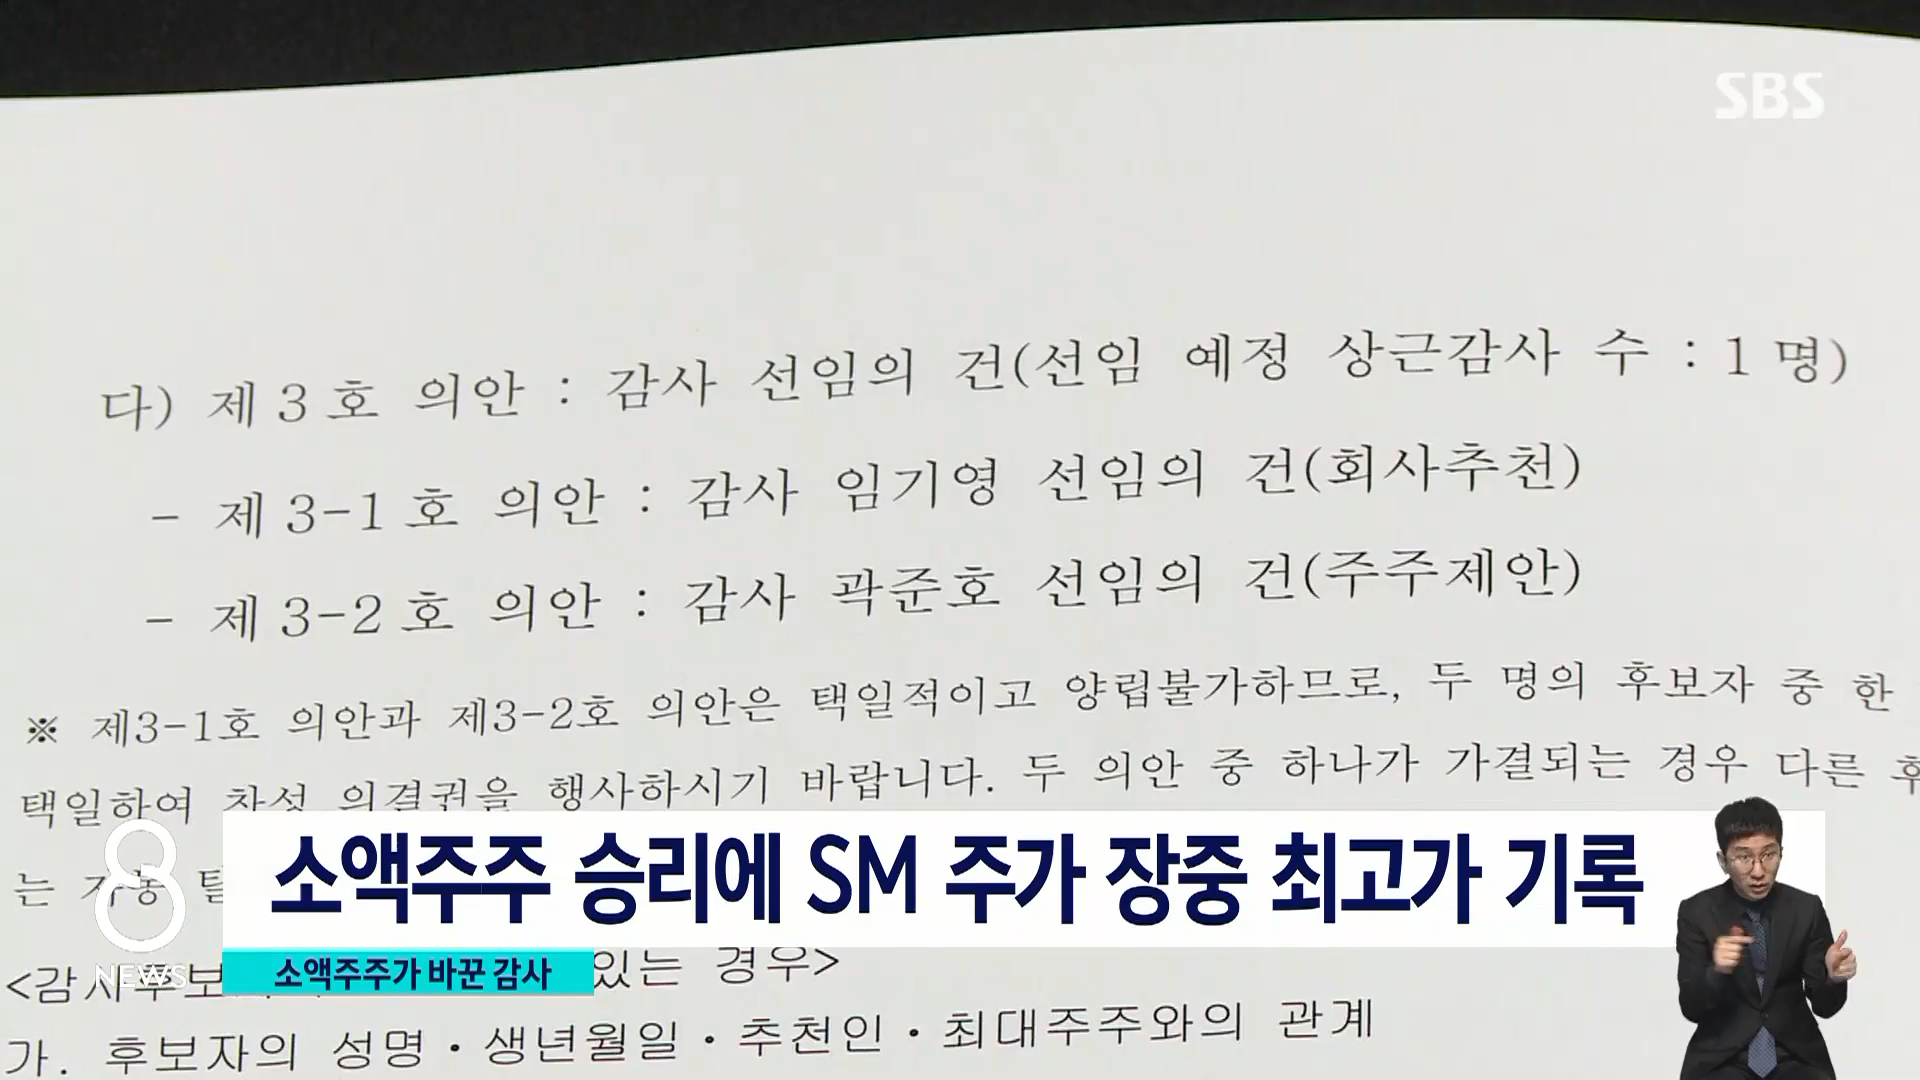 SBS
다) 제3호 의안 : 감사 선임의 건(선임 예정 상근감사 수 : 1명)
- 제3-1호 의안 : 감사 임기영 선임의 건(회사추천)
- 제3-2호 의안 : 감사 곽준호 선임의 건(주주제안)
※ 제3-1호 의안과 제3-2호 의안은 택일적이고 양립불가하므로, 두 명의 후보자 중 한
택일하여 찬성 의결권을 행사하시기 바랍니다. 두 의안 중 하나가 가결되는 경우 다른 후
는 자동
8 NEWS
소액주주 승리에 SM 주가 장중 최고가 기록
소액주주가 바꾼 감사
<감사후보 있는 경우>
가. 후보자의 성명・생년월일・추천인・최대주주와의 관계